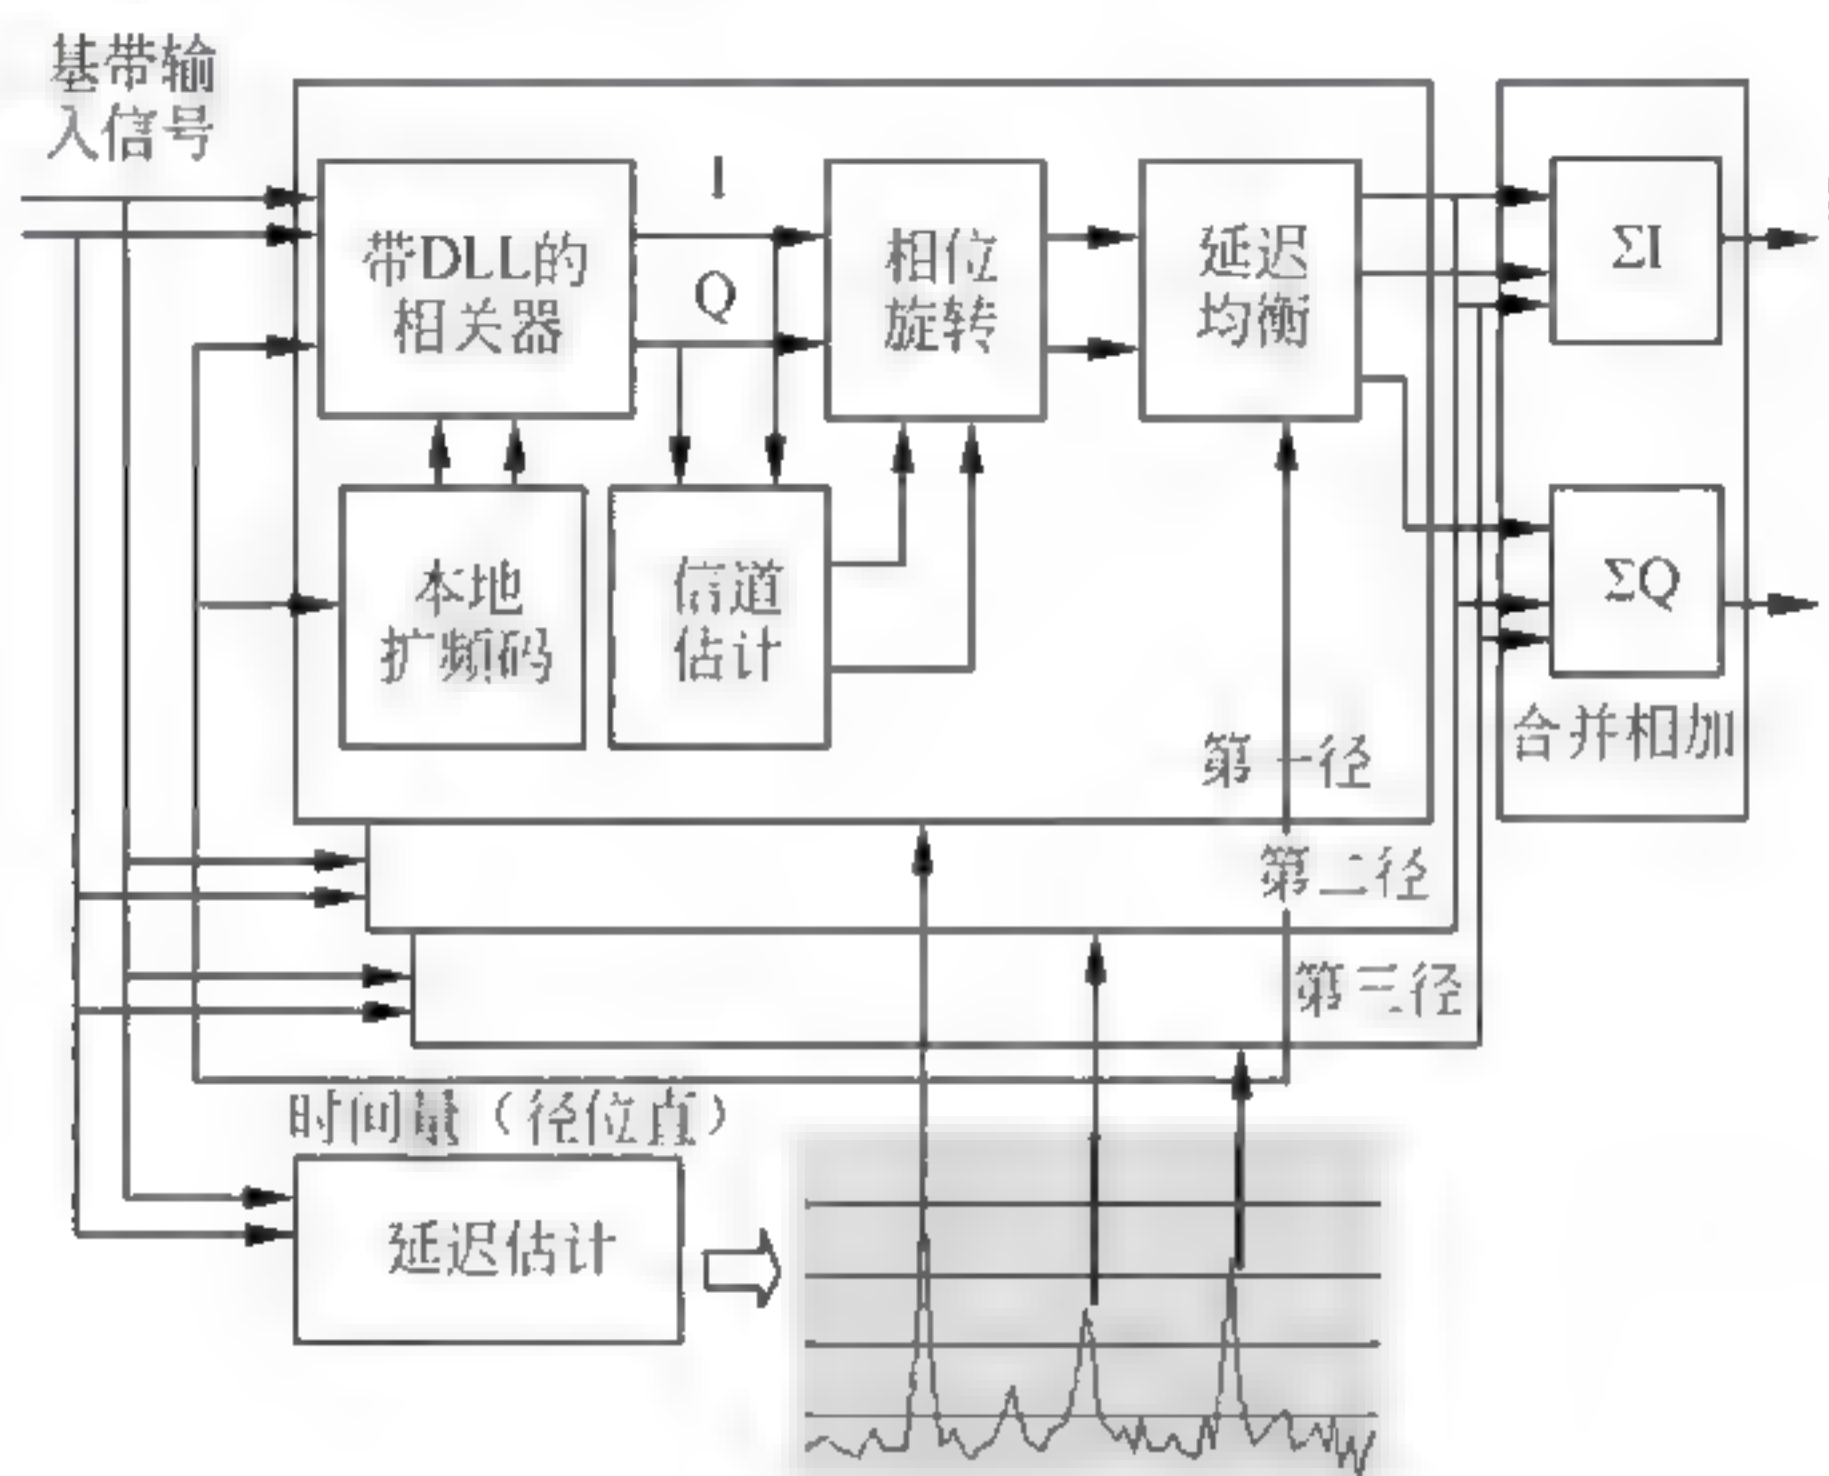 基带输
入信号
I
Q
带DLL的
相关器
相位
旋转
延迟
均衡
ΣI
本地
扩频码
信道
估计
ΣQ
合并相加
第一径
第二径
第三径
时间量（径位置）
延迟估计